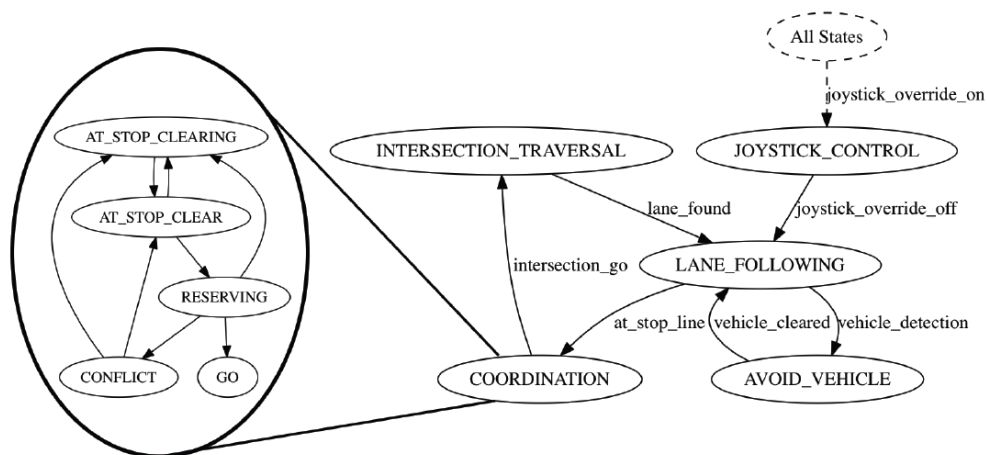 All States
joystick_override_on
AT_STOP_CLEARING
INTERSECTION_TRAVERSAL
JOYSTICK_CONTROL
AT_STOP_CLEAR
lane_found
joystick_override_off
intersection_go
LANE_FOLLOWING
RESERVING
at_stop_line
vehicle_cleared
vehicle_detection
CONFLICT
GO
COORDINATION
AVOID_VEHICLE